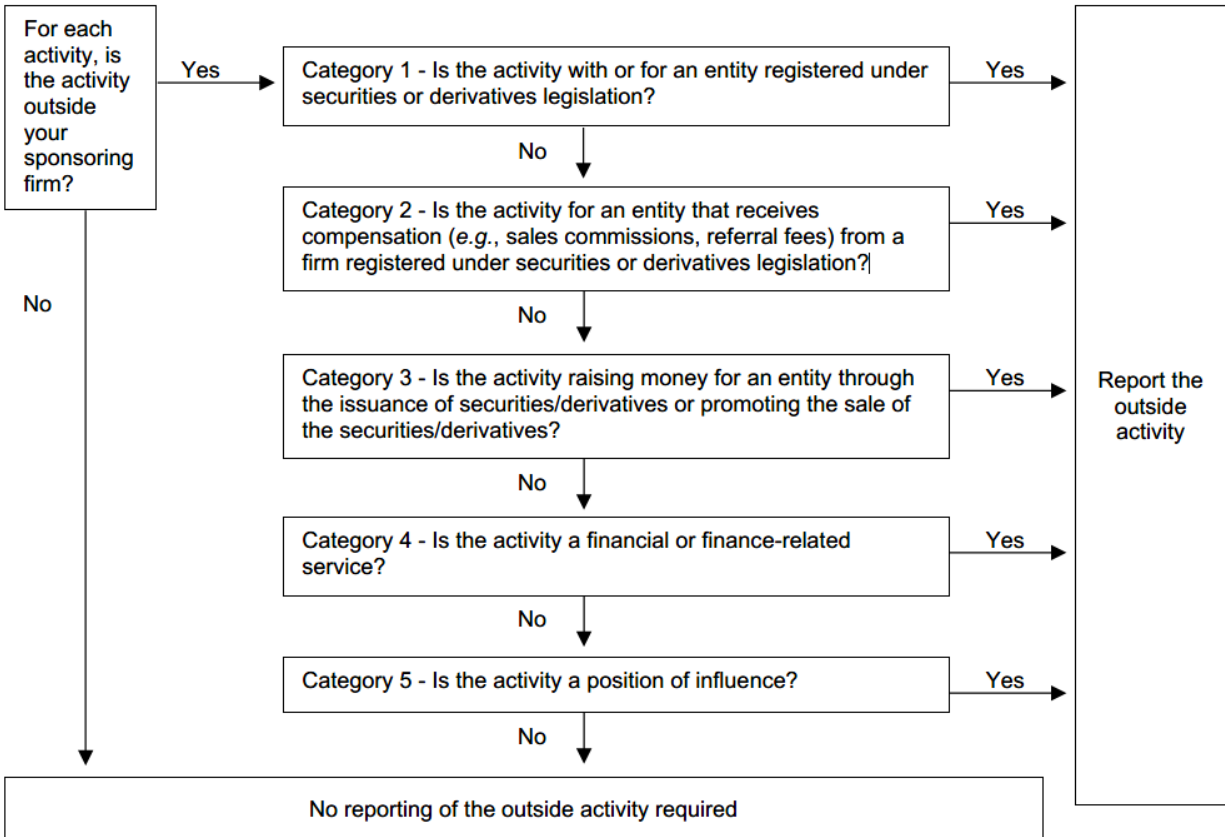 For each
activity, is
the activity
outside
your
sponsoring
firm?
Yes
Category 1 - Is the activity with or for an entity registered under
securities or derivatives legislation?
Yes
No
Category 2 - Is the activity for an entity that receives
compensation (e.g., sales commissions, referral fees) from a
firm registered under securities or derivatives legislation?
Yes
No
No
Category 3 - Is the activity raising money for an entity through
the issuance of securities/derivatives or promoting the sale of
the securities/derivatives?
Yes
Report the
outside
activity
No
Category 4 - Is the activity a financial or finance-related
service?
Yes
No
Category 5 - Is the activity a position of influence?
Yes
No
No reporting of the outside activity required